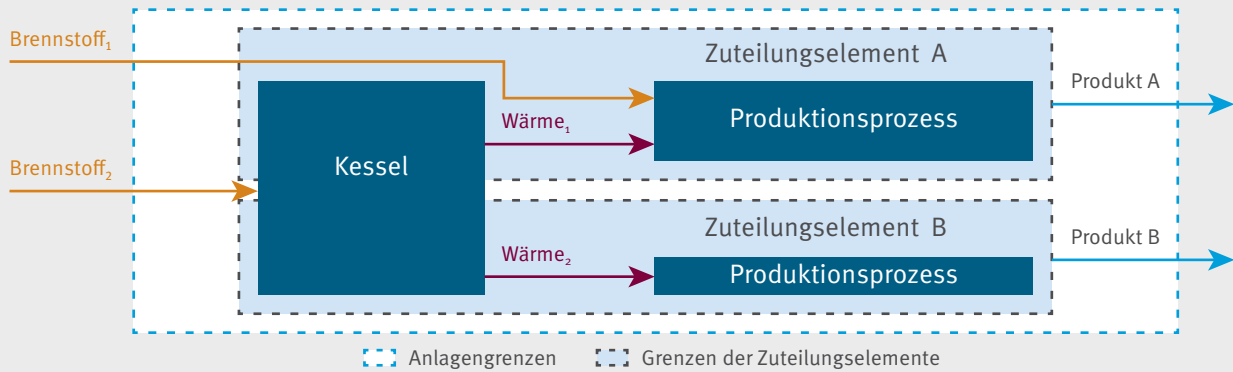 Brennstoff₁
Zuteilungselement A
Produkt A
Wärme₁
Produktionsprozess
Kessel
Brennstoff₂
Zuteilungselement B
Produkt B
Wärme₂
Produktionsprozess
Anlagengrenzen
Grenzen der Zuteilungselemente